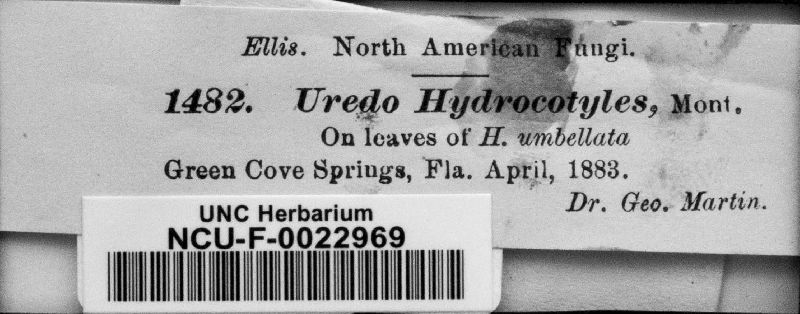 Ellis. North American Fungi.
1482. Uredo Hydrocotyles, Mont.
On leaves of H. umbellata
Green Cove Springs, Fla. April, 1883.
Dr. Geo. Martin.
UNC Herbarium
NCU-F-0022969